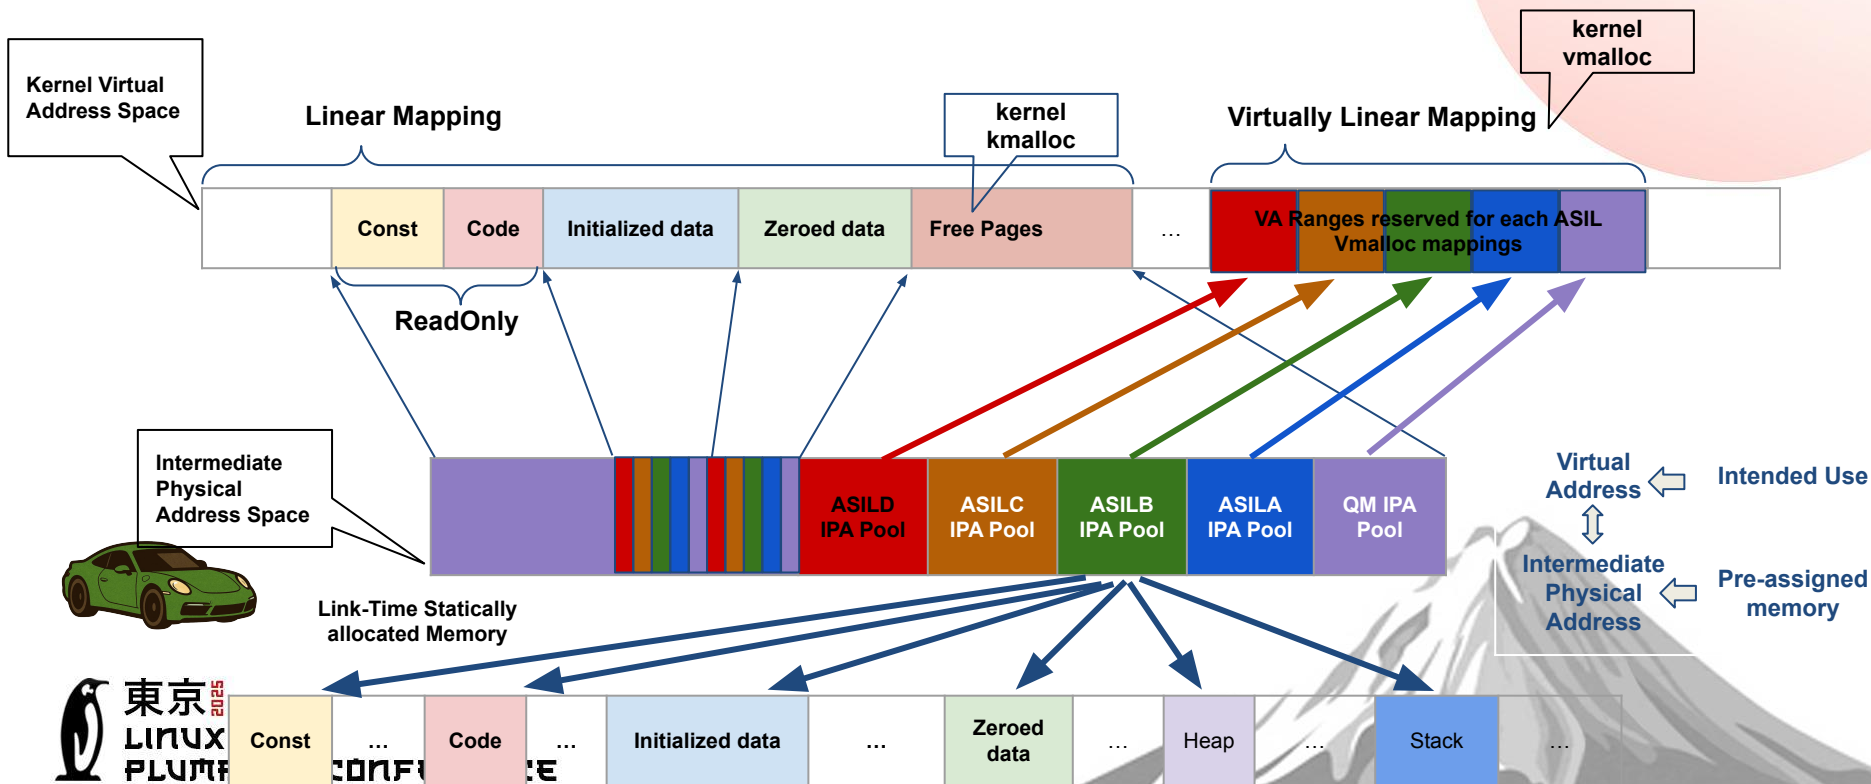 kernel
vmalloc
Kernel Virtual
Address Space
Linear Mapping
kernel
kmalloc
Virtually Linear Mapping
Const
Code
Initialized data
Zeroed data
Free Pages
...
VA Ranges reserved for each ASIL
Vmalloc mappings
ReadOnly
Intermediate
Physical
Address Space
ASILD
IPA Pool
ASILC
IPA Pool
ASILB
IPA Pool
ASILA
IPA Pool
QM IPA
Pool
Virtual
Address
Intended Use
Intermediate
Physical
Address
Pre-assigned
memory
Link-Time Statically
allocated Memory
東京 2025
LINUX
Const
...
Code
...
Initialized data
...
Zeroed
data
...
Heap
...
Stack
...